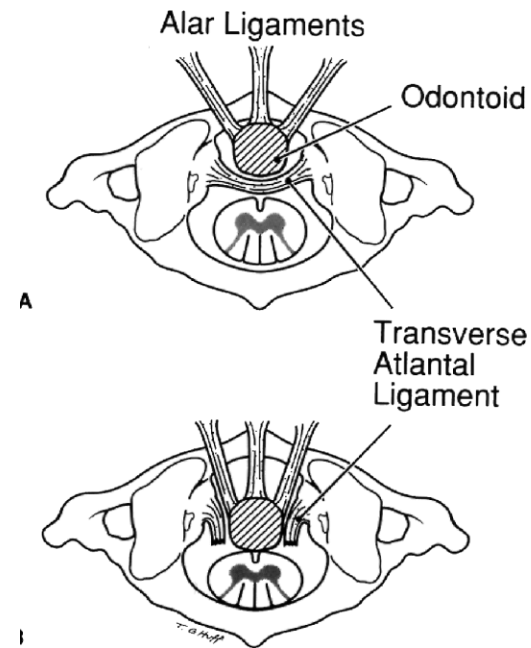 Alar Ligaments
Odontoid
A
Transverse
Atlantal
Ligament